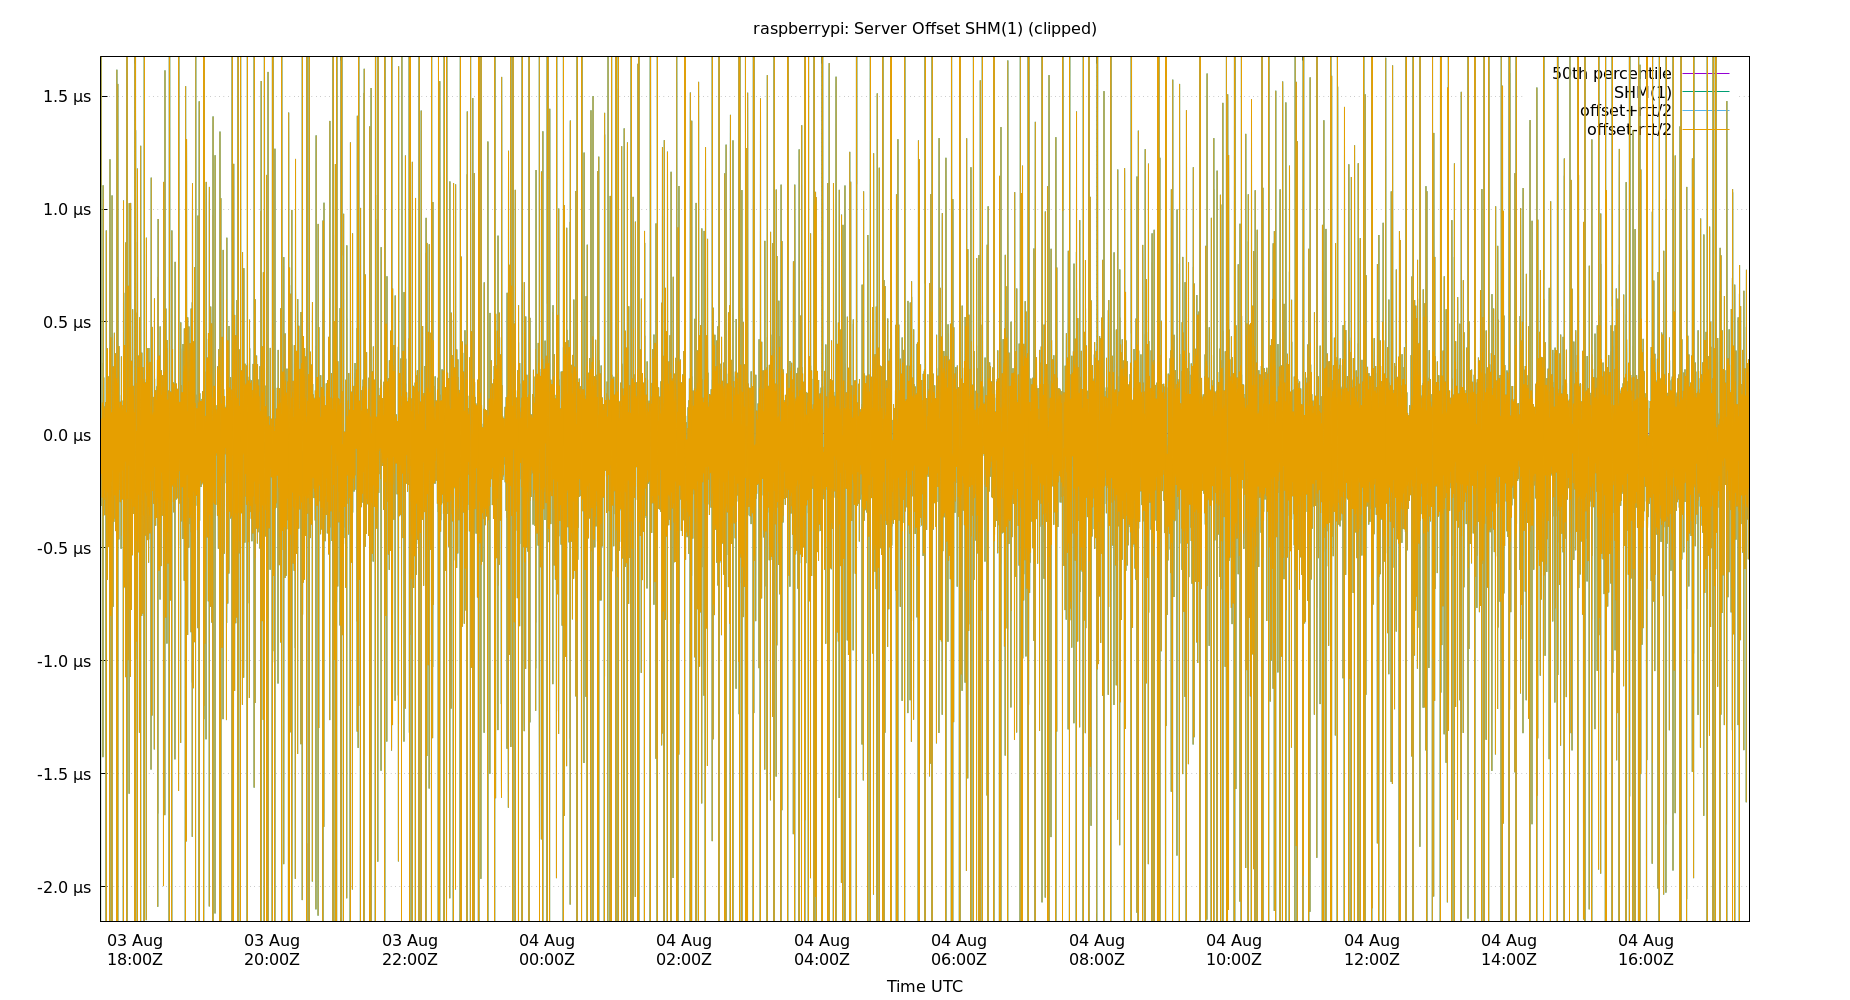 raspberrypi: Server Offset SHM(1) (clipped)
50th percentile
SHM(1)
offset+rtt/2
offset-rtt/2
1.5 µs
1.0 µs
0.5 µs
0.0 µs
-0.5 µs
-1.0 µs
-1.5 µs
-2.0 µs
03 Aug 03 Aug 03 Aug 04 Aug 04 Aug 04 Aug 04 Aug 04 Aug 04 Aug 04 Aug 04 Aug 04 Aug
18:00Z 20:00Z 22:00Z 00:00Z 02:00Z 04:00Z 06:00Z 08:00Z 10:00Z 12:00Z 14:00Z 16:00Z
Time UTC